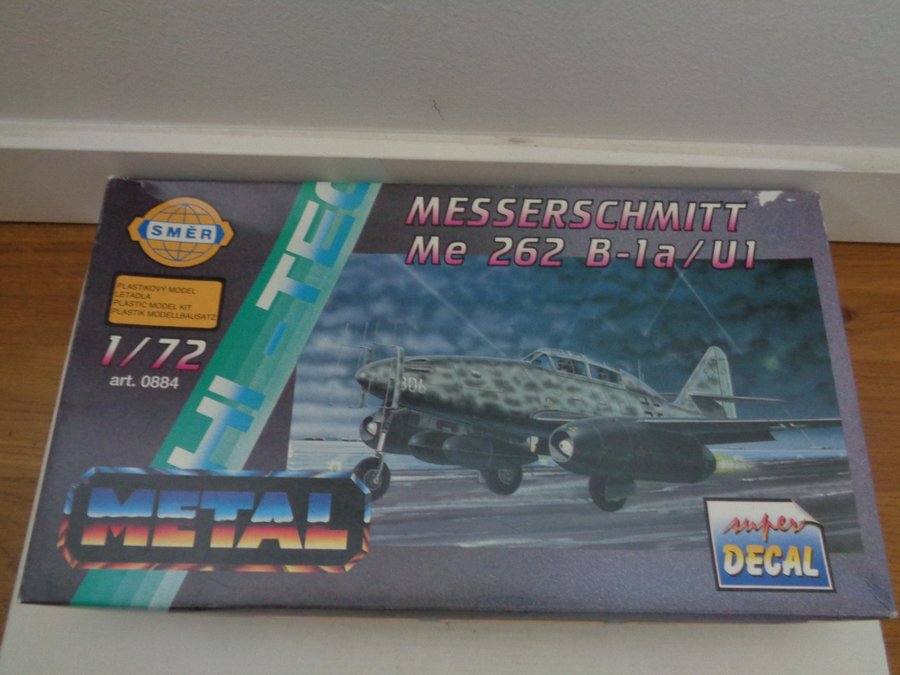 SMĚR
PLASTIKOVÝ MODEL
LETADLA
PLASTIC MODEL KIT
PLASTIK MODELLBAUSATZ
1/72
art. 0884
HI-TEC
METAL
MESSERSCHMITT
Me 262 B-1a/U1
super
DECAL